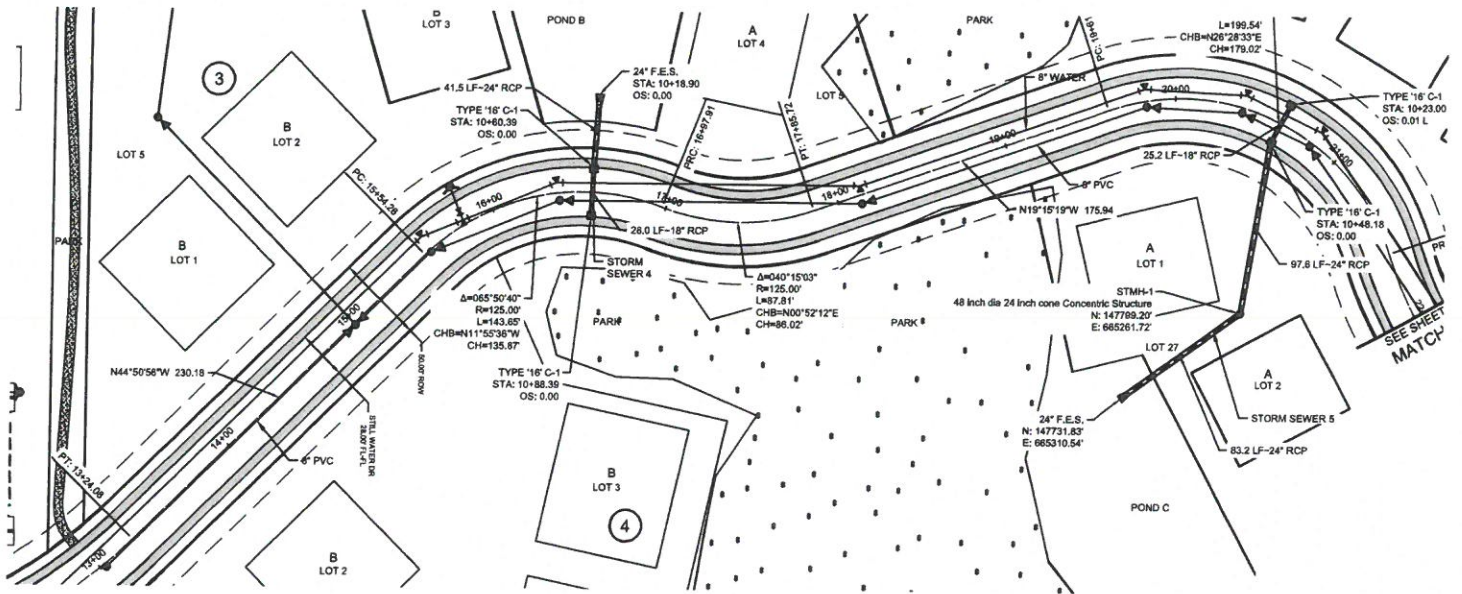 LOT 3
POND B
A
LOT 4
PARK
L=199.54'
CHB=N26°28'33"E
CH=179.02'
3
41.5 LF~24" RCP
24" F.E.S.
STA: 10+18.90
OS: 0.00
PC: 19+61
8" WATER
TYPE '16' C-1
STA: 10+60.39
OS: 0.00
LOT 5
20+00
TYPE '16' C-1
STA: 10+23.00
OS: 0.01 L
B
LOT 2
LOT 5
PRC: 16+97.91
PT: 17+85.72
19+00
21+00
25.2 LF~18" RCP
PC: 15+54.26
16+00
17+00
18+00
8" PVC
N19°15'19"W 175.94
TYPE '16' C-1
STA: 10+48.18
OS: 0.00
PARK
B
LOT 1
28.0 LF~18" RCP
STORM
SEWER 4
A
LOT 1
97.6 LF~24" RCP
Δ=065°50'40"
R=125.00'
L=143.65'
CHB=N11°55'36"W
CH=135.87'
Δ=040°15'03"
R=125.00'
L=87.81'
CHB=N00°52'12"E
CH=86.02'
PARK
PARK
STMH-1
48 inch dia 24 inch cone Concentric Structure
N: 147799.20'
E: 665261.72'
15+00
SEE SHEET
MATCH
LOT 27
N44°50'56"W 230.18
50.00' ROW
TYPE '16' C-1
STA: 10+88.39
OS: 0.00
A
LOT 2
STILL WATER DR
28.00' FL-FL
24" F.E.S.
N: 147731.83'
E: 665310.54'
STORM SEWER 5
14+00
8" PVC
83.2 LF~24" RCP
PT: 13+24.08
B
LOT 3
4
POND C
13+00
B
LOT 2